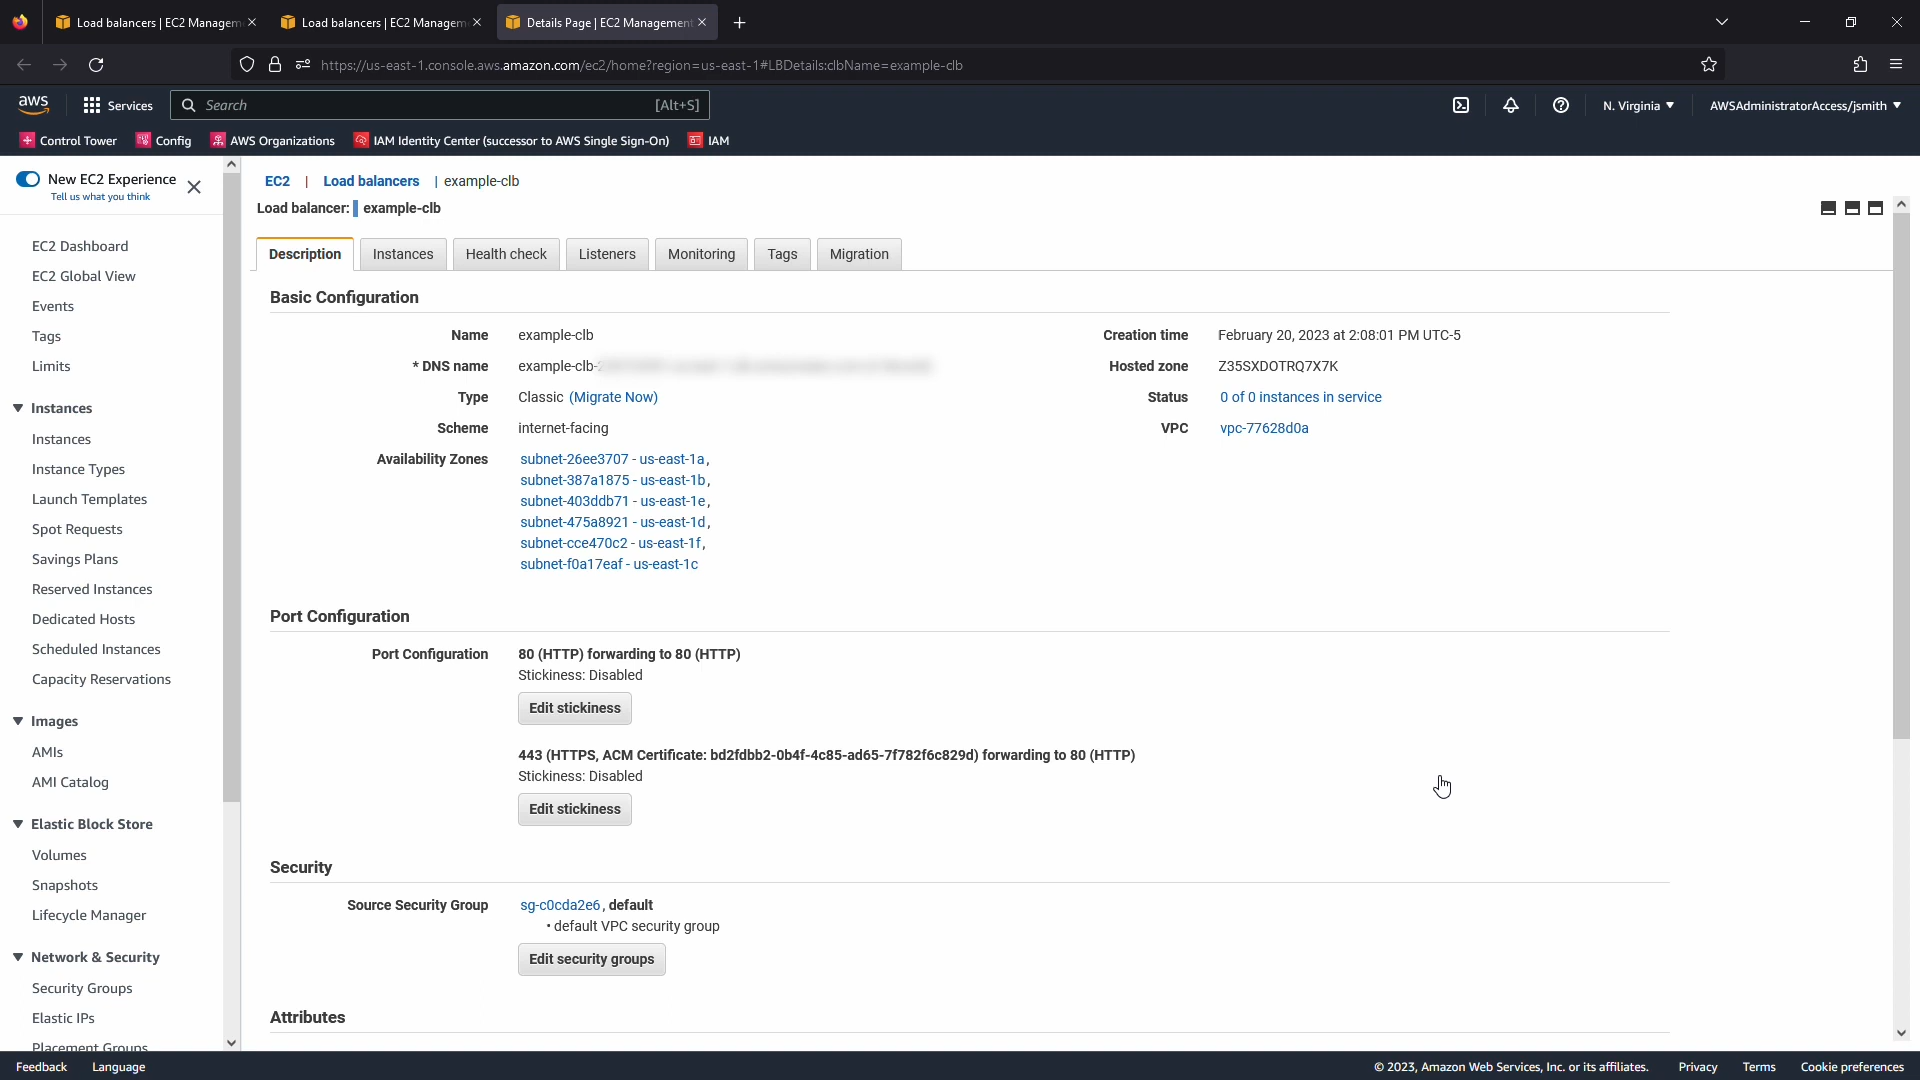 Load balancers | EC2 Managem
Load balancers | EC2 Managem
Details Page | EC2 Management
https://us-east-1.console.aws.amazon.com/ec2/home?region=us-east-1#LBDetails:clbName=example-clb
aws
Services
Search
[Alt+S]
N. Virginia
AWSAdministratorAccess/jsmith
Control Tower
Config
AWS Organizations
IAM Identity Center (successor to AWS Single Sign-On)
IAM
New EC2 Experience
Tell us what you think
EC2 Dashboard
EC2 Global View
Events
Tags
Limits
Instances
Instances
Instance Types
Launch Templates
Spot Requests
Savings Plans
Reserved Instances
Dedicated Hosts
Scheduled Instances
Capacity Reservations
Images
AMIs
AMI Catalog
Elastic Block Store
Volumes
Snapshots
Lifecycle Manager
Network & Security
Security Groups
Elastic IPs
Placement Groups
EC2 | Load balancers | example-clb
Load balancer: example-clb
Description
Instances
Health check
Listeners
Monitoring
Tags
Migration
Basic Configuration
Name example-clb
* DNS name example-clb-
Type Classic (Migrate Now)
Scheme internet-facing
Availability Zones subnet-26ee3707 - us-east-1a,
subnet-387a1875 - us-east-1b,
subnet-403ddb71 - us-east-1e,
subnet-475a8921 - us-east-1d,
subnet-cce470c2 - us-east-1f,
subnet-f0a17eaf - us-east-1c
Creation time February 20, 2023 at 2:08:01 PM UTC-5
Hosted zone Z35SXDOTRQ7X7K
Status 0 of 0 instances in service
VPC vpc-77628d0a
Port Configuration
Port Configuration 80 (HTTP) forwarding to 80 (HTTP)
Stickiness: Disabled
Edit stickiness
443 (HTTPS, ACM Certificate: bd2fdbb2-0b4f-4c85-ad65-7f782f6c829d) forwarding to 80 (HTTP)
Stickiness: Disabled
Edit stickiness
Security
Source Security Group sg-c0cda2e6, default
• default VPC security group
Edit security groups
Attributes
Feedback
Language
© 2023, Amazon Web Services, Inc. or its affiliates.
Privacy
Terms
Cookie preferences